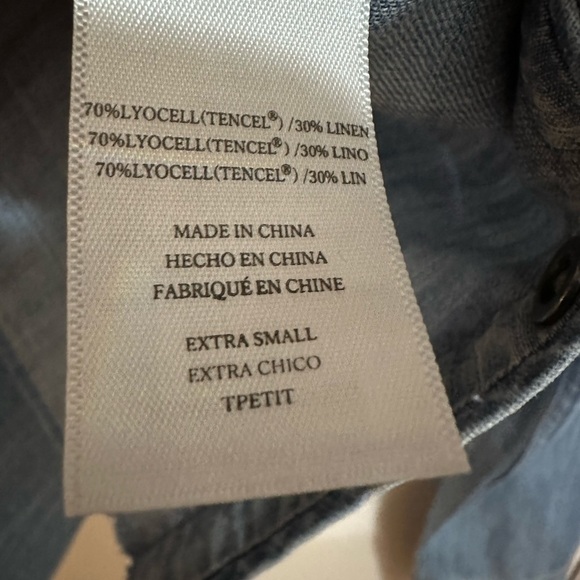 70%LYOCELL(TENCEL®) /30% LINEN
70%LYOCELL(TENCEL®) /30% LINO
70%LYOCELL(TENCEL®) /30% LIN
MADE IN CHINA
HECHO EN CHINA
FABRIQUÉ EN CHINE
EXTRA SMALL
EXTRA CHICO
TPETIT